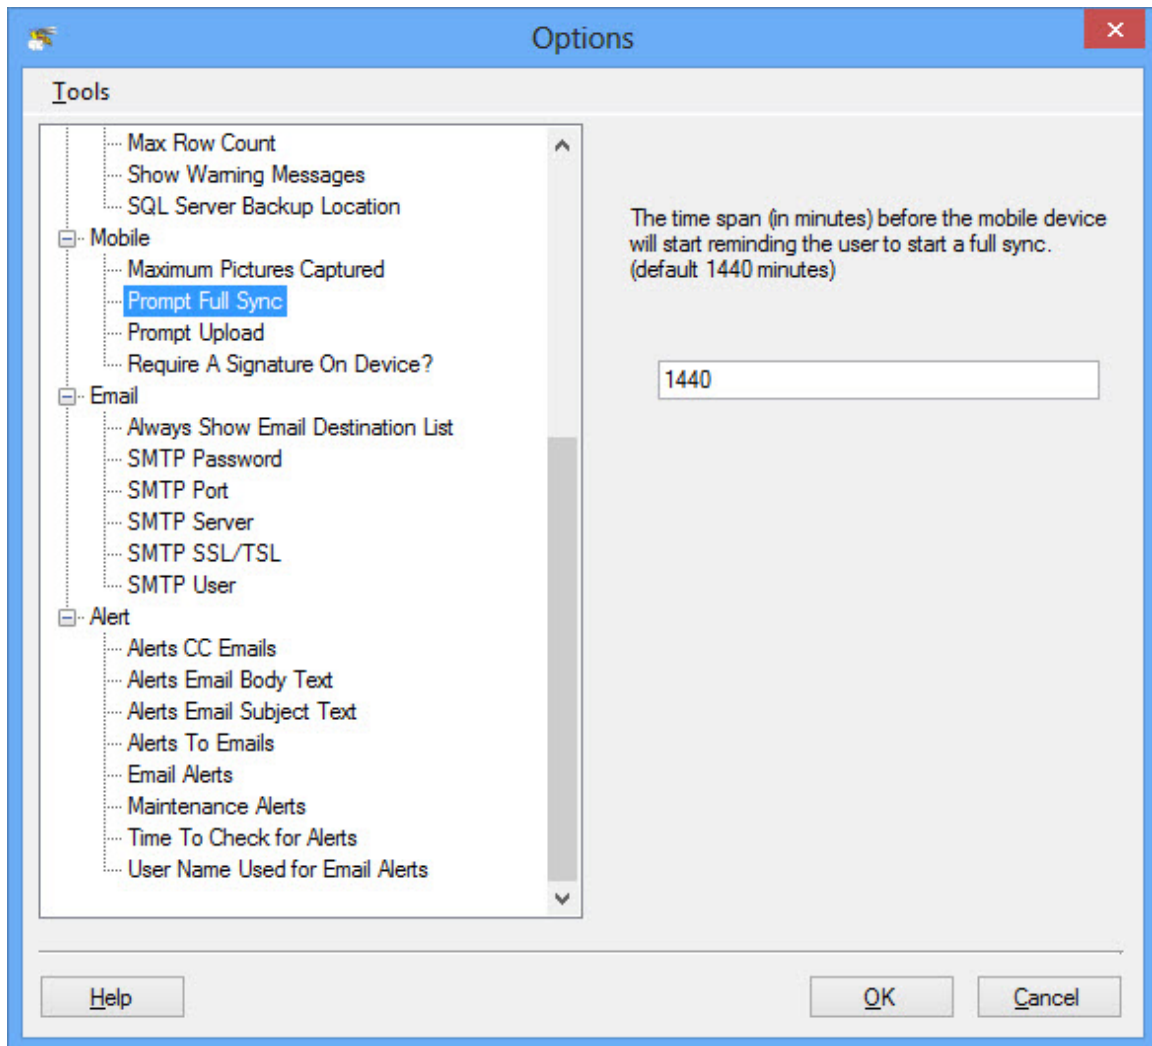 Options
Tools
Max Row Count
Show Warning Messages
SQL Server Backup Location
Mobile
Maximum Pictures Captured
Prompt Full Sync
Prompt Upload
Require A Signature On Device?
Email
Always Show Email Destination List
SMTP Password
SMTP Port
SMTP Server
SMTP SSL/TSL
SMTP User
Alert
Alerts CC Emails
Alerts Email Body Text
Alerts Email Subject Text
Alerts To Emails
Email Alerts
Maintenance Alerts
Time To Check for Alerts
User Name Used for Email Alerts
The time span (in minutes) before the mobile device
will start reminding the user to start a full sync.
(default 1440 minutes)
1440
Help
OK
Cancel